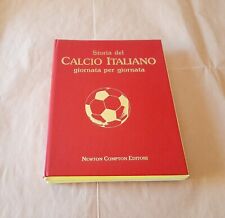 Storia del
CALCIO ITALIANO
giornata per giornata
NEWTON COMPTON EDITORI